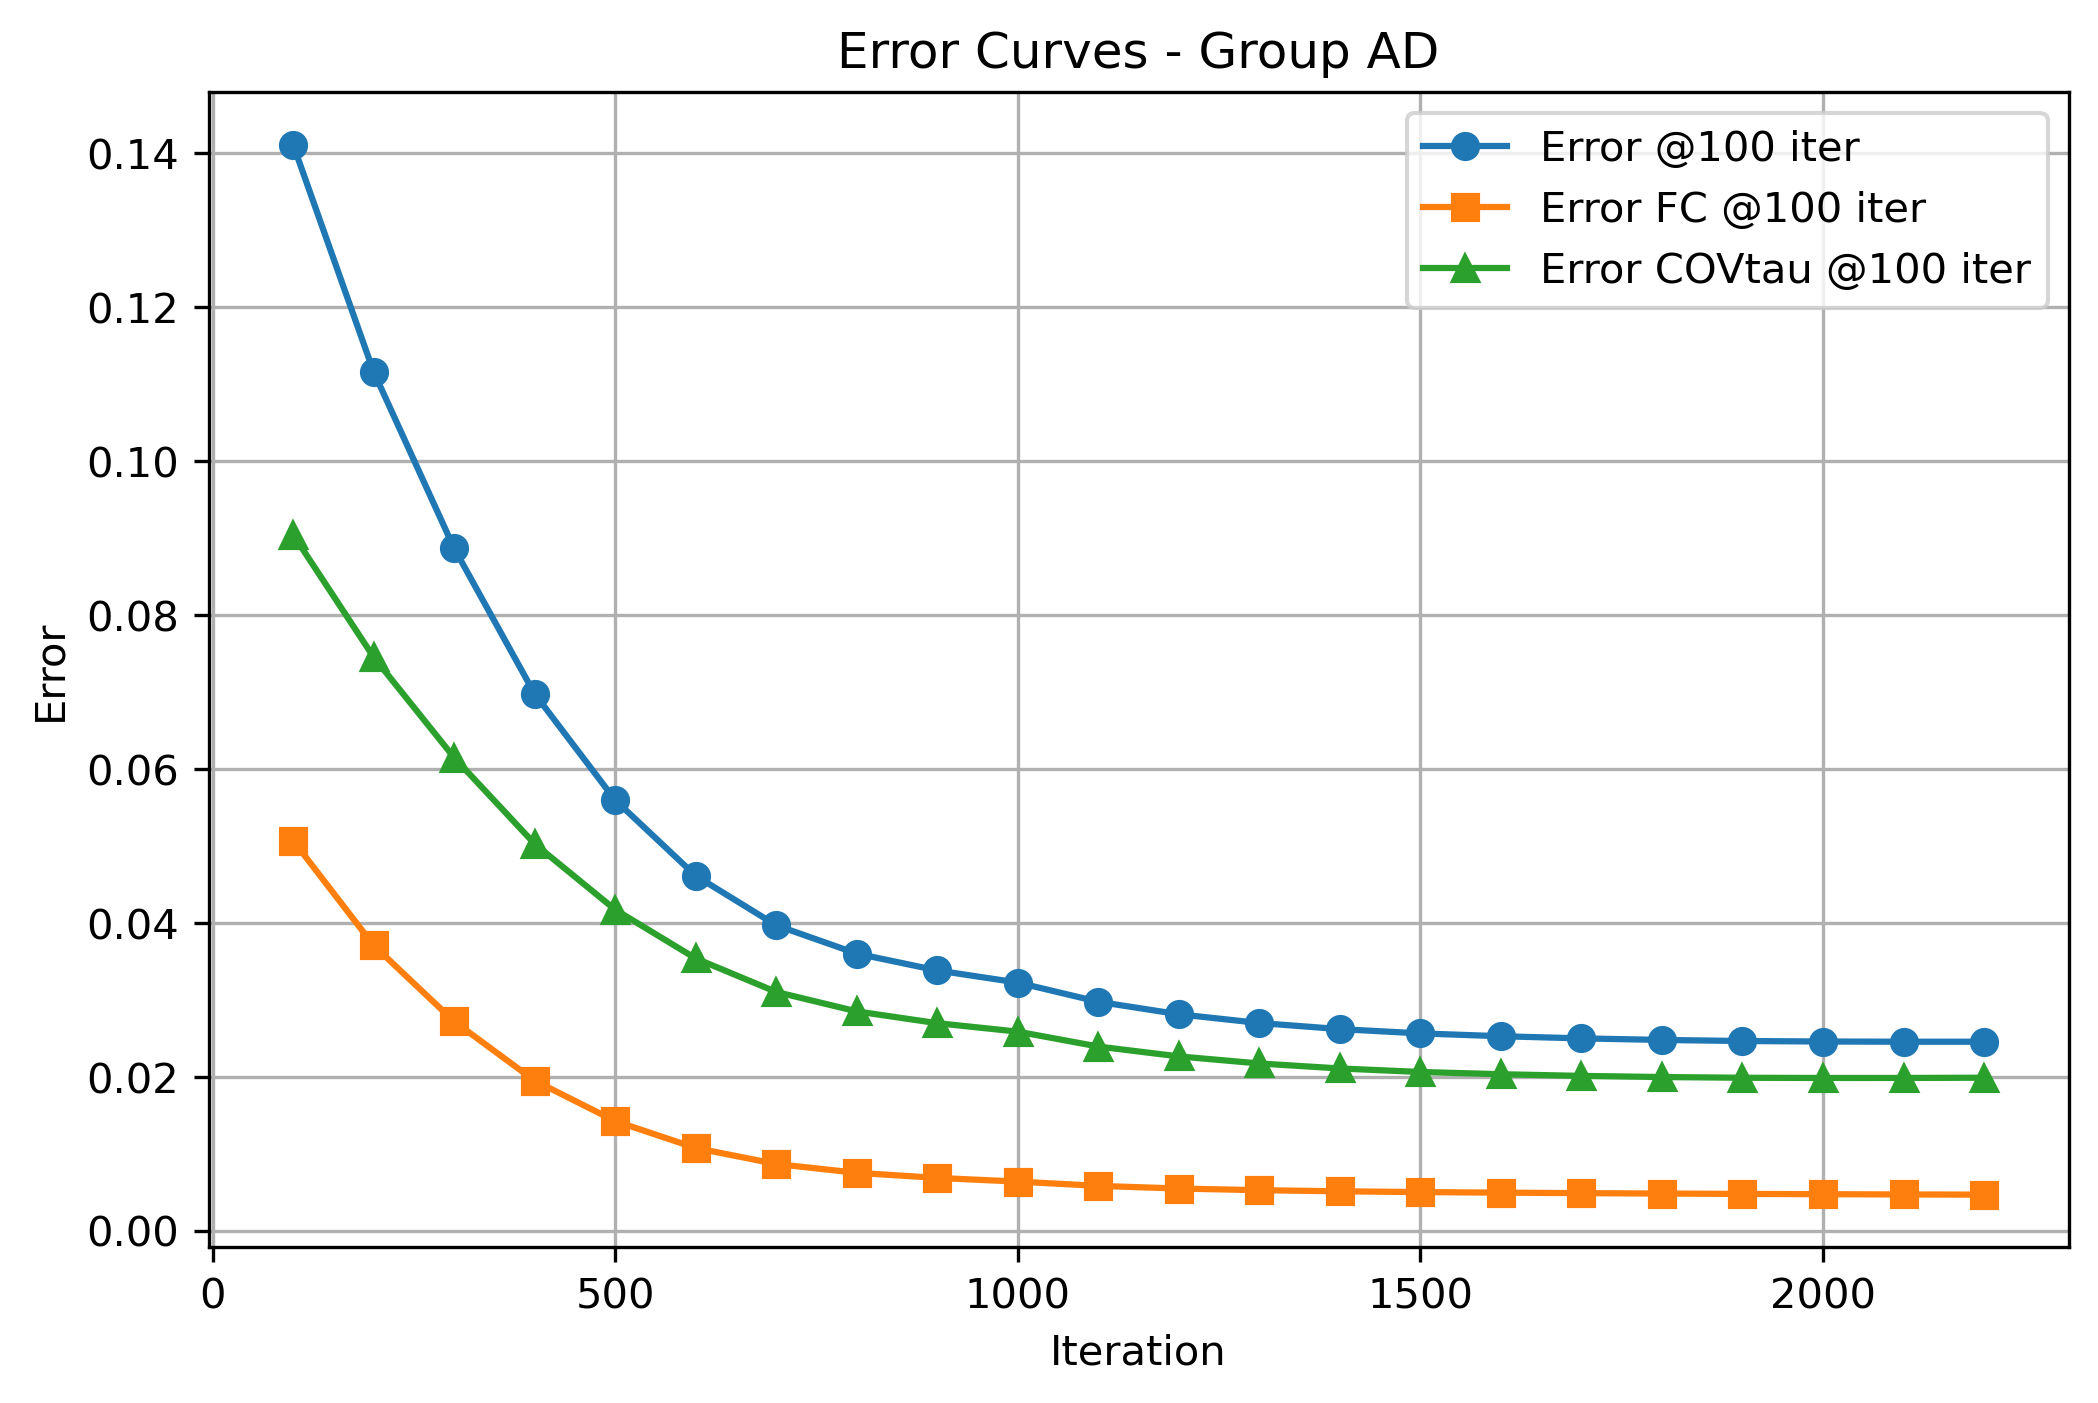 Error Curves - Group AD
Error @100 iter
Error FC @100 iter
Error COVtau @100 iter
Error
0.14
0.12
0.10
0.08
0.06
0.04
0.02
0.00
0 500 1000 1500 2000
Iteration